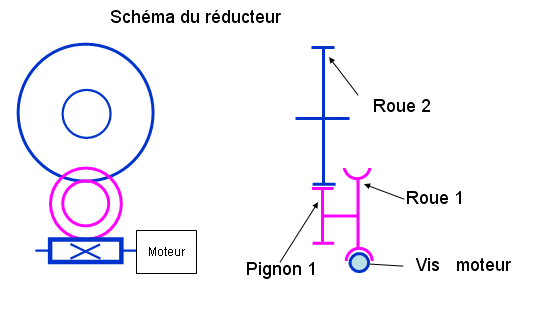 Schéma du réducteur
Roue 2
Roue 1
Moteur
Pignon 1
Vis moteur